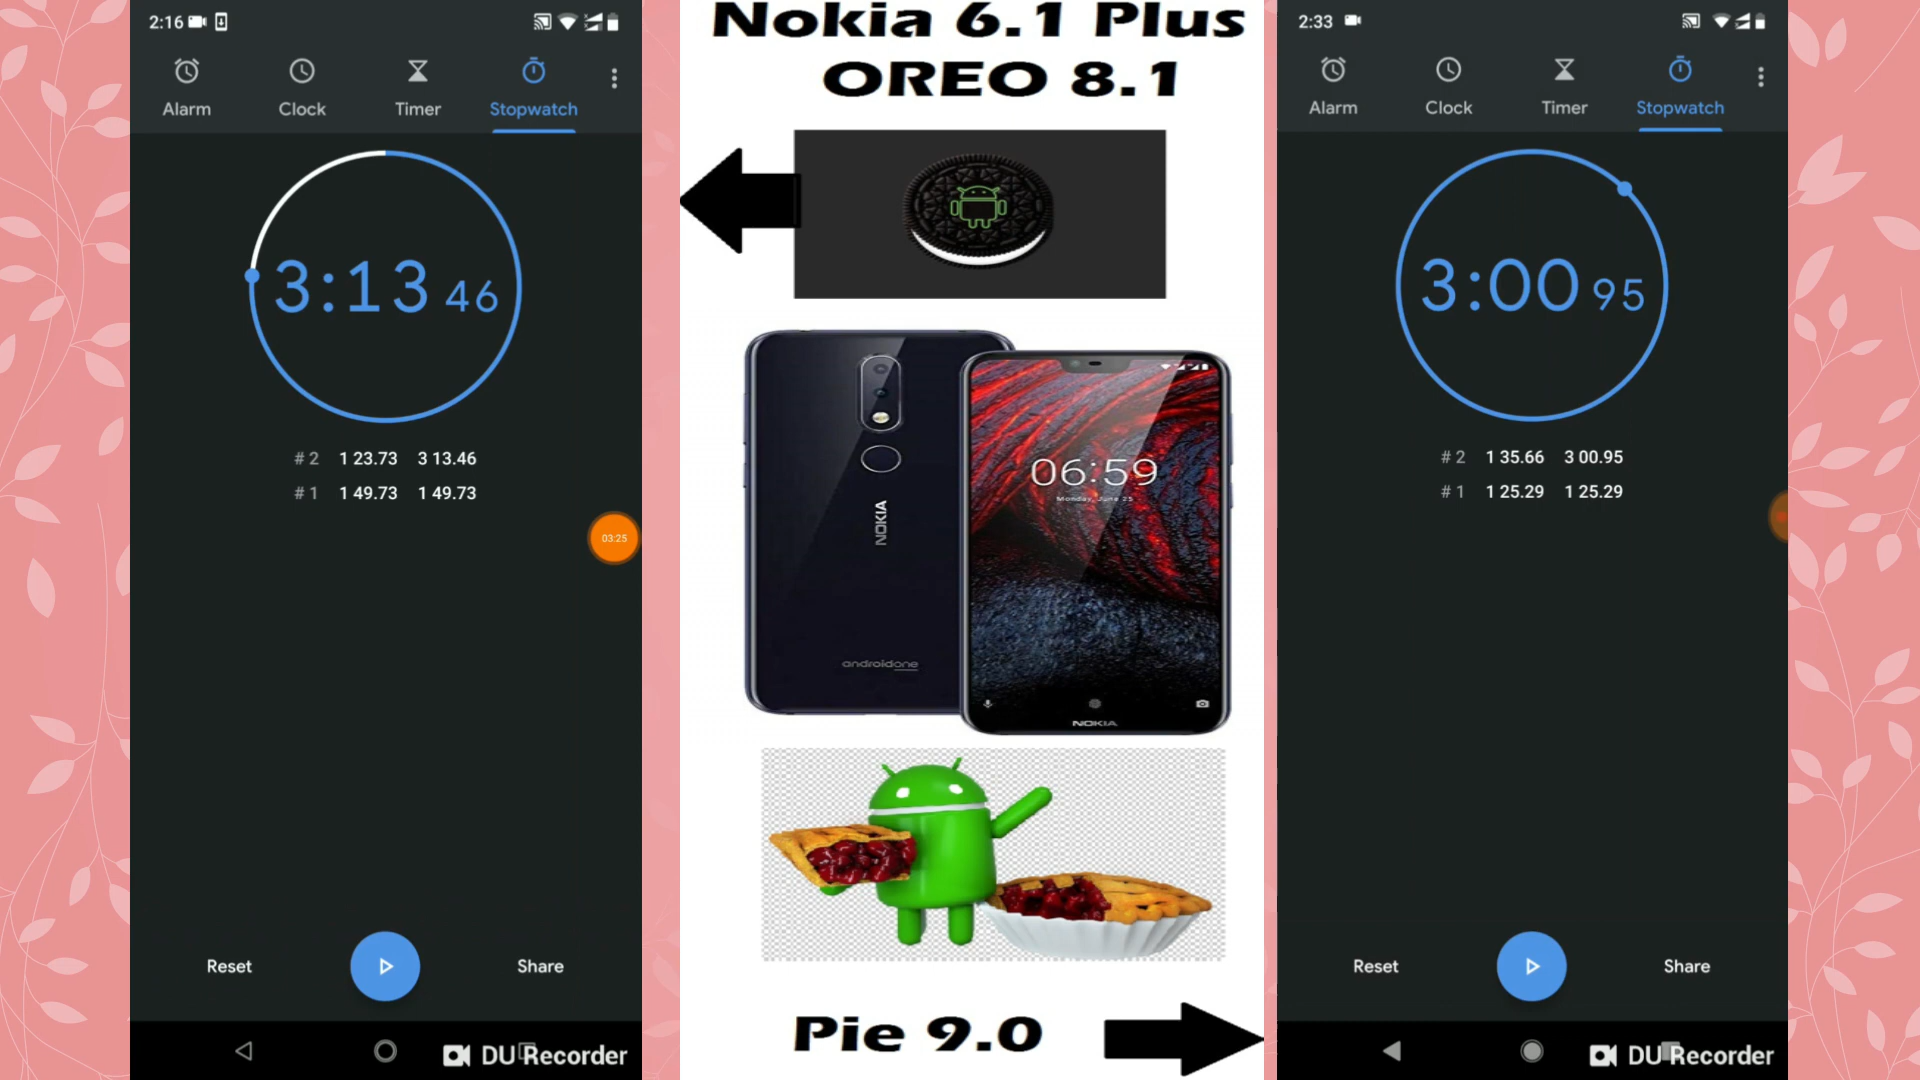 2:16
Alarm
Clock
Timer
Stopwatch
3:13 46
# 2 1 23.73 3 13.46
# 1 1 49.73 1 49.73
03:25
Reset
Share
DU Recorder
Nokia 6.1 Plus
OREO 8.1
NOKIA
androidone
06:59
Monday, June 25
NOKIA
Pie 9.0
2:33
Alarm
Clock
Timer
Stopwatch
3:00 95
# 2 1 35.66 3 00.95
# 1 1 25.29 1 25.29
Reset
Share
DU Recorder